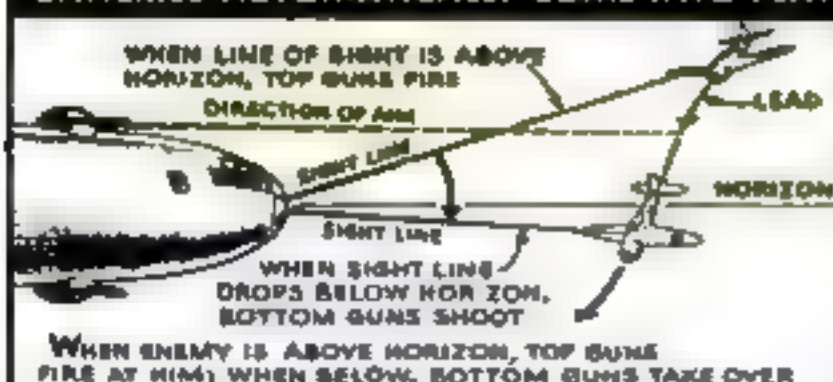 WHEN LINE OF SIGHT IS ABOVE
HORIZON, TOP GUNS FIRE
DIRECTION OF AIM
LEAD
SIGHT LINE
HORIZON
SIGHT LINE
WHEN SIGHT LINE
DROPS BELOW HORIZON,
BOTTOM GUNS SHOOT
WHEN ENEMY IS ABOVE HORIZON, TOP GUNS
FIRE AT HIM; WHEN BELOW, BOTTOM GUNS TAKE OVER